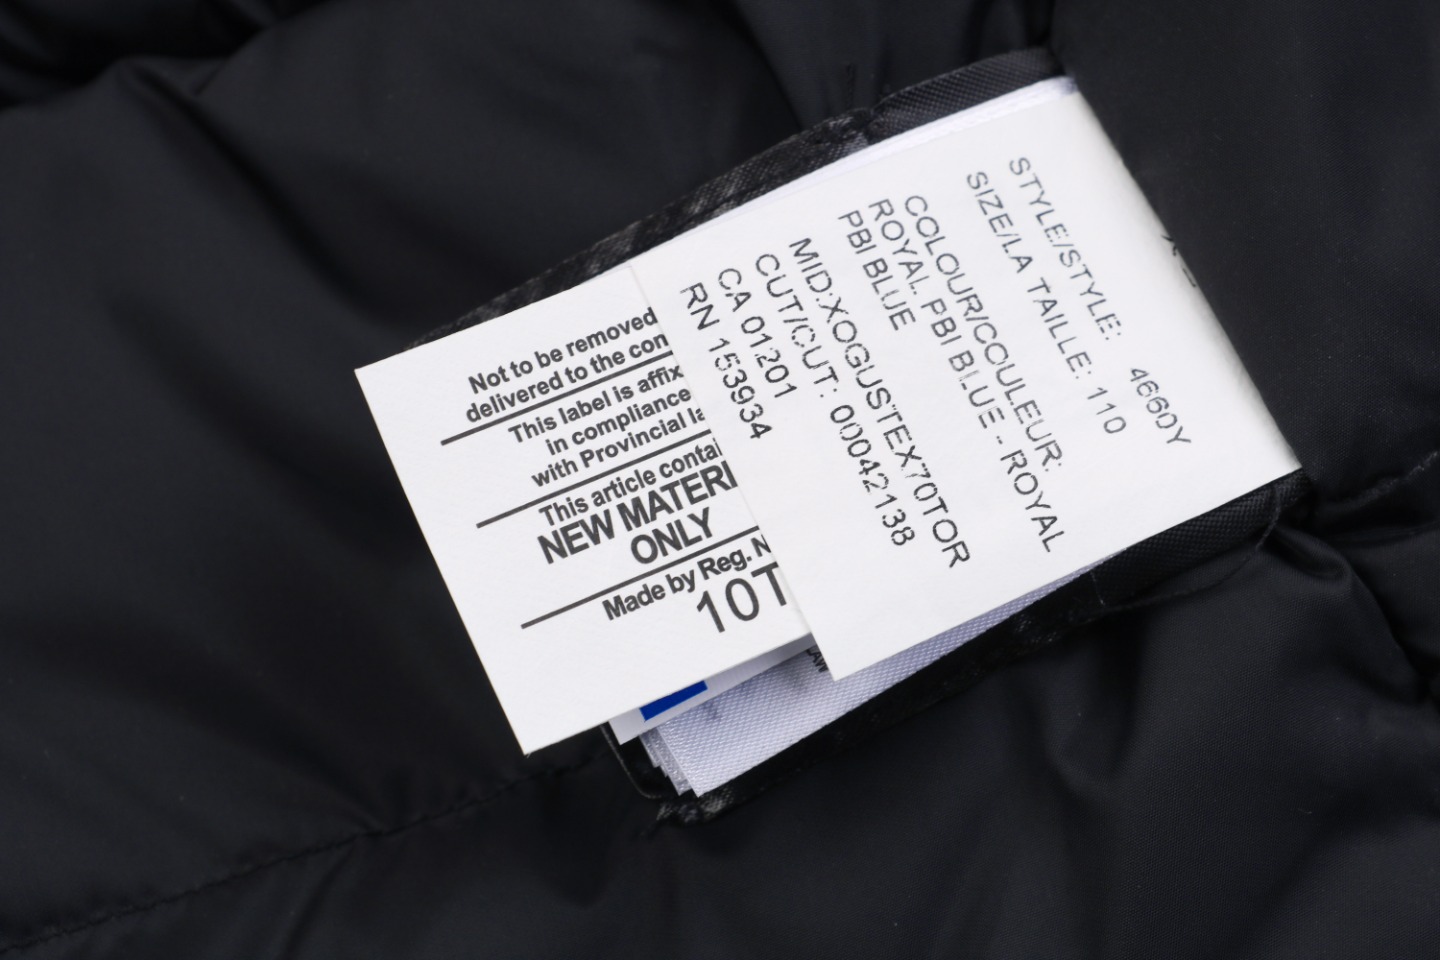 STYLE/STYLE: 4660Y
SIZE/LA TAILLE: 110
COLOUR/COULEUR:
ROYAL PBI BLUE - ROYAL
PBI BLUE
MID:XOGUSTEX70TOR
CUT/CUT: 00042138
CA 01201
RN 153934
Not to be removed
delivered to the con
This label is affix
in compliance
with Provincial la
This article contai
NEW MATERI
ONLY
Made by Reg. N
10T